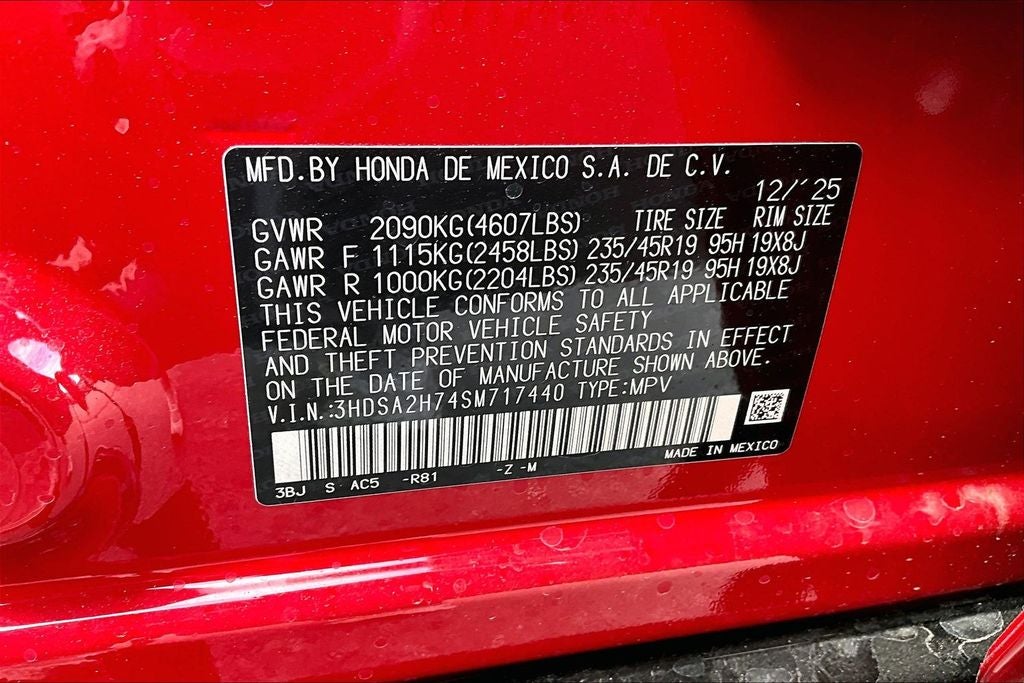 MFD.BY HONDA DE MEXICO S.A. DE C.V.
12/'25
GVWR 2090KG(4607LBS) TIRE SIZE RIM SIZE
GAWR F 1115KG(2458LBS) 235/45R19 95H 19X8J
GAWR R 1000KG(2204LBS) 235/45R19 95H 19X8J
THIS VEHICLE CONFORMS TO ALL APPLICABLE
FEDERAL MOTOR VEHICLE SAFETY
AND THEFT PREVENTION STANDARDS IN EFFECT
ON THE DATE OF MANUFACTURE SHOWN ABOVE.
V.I.N.:3HDSA2H74SM717440 TYPE:MPV
MADE IN MEXICO
3BJ S AC5 -R81 -Z -M